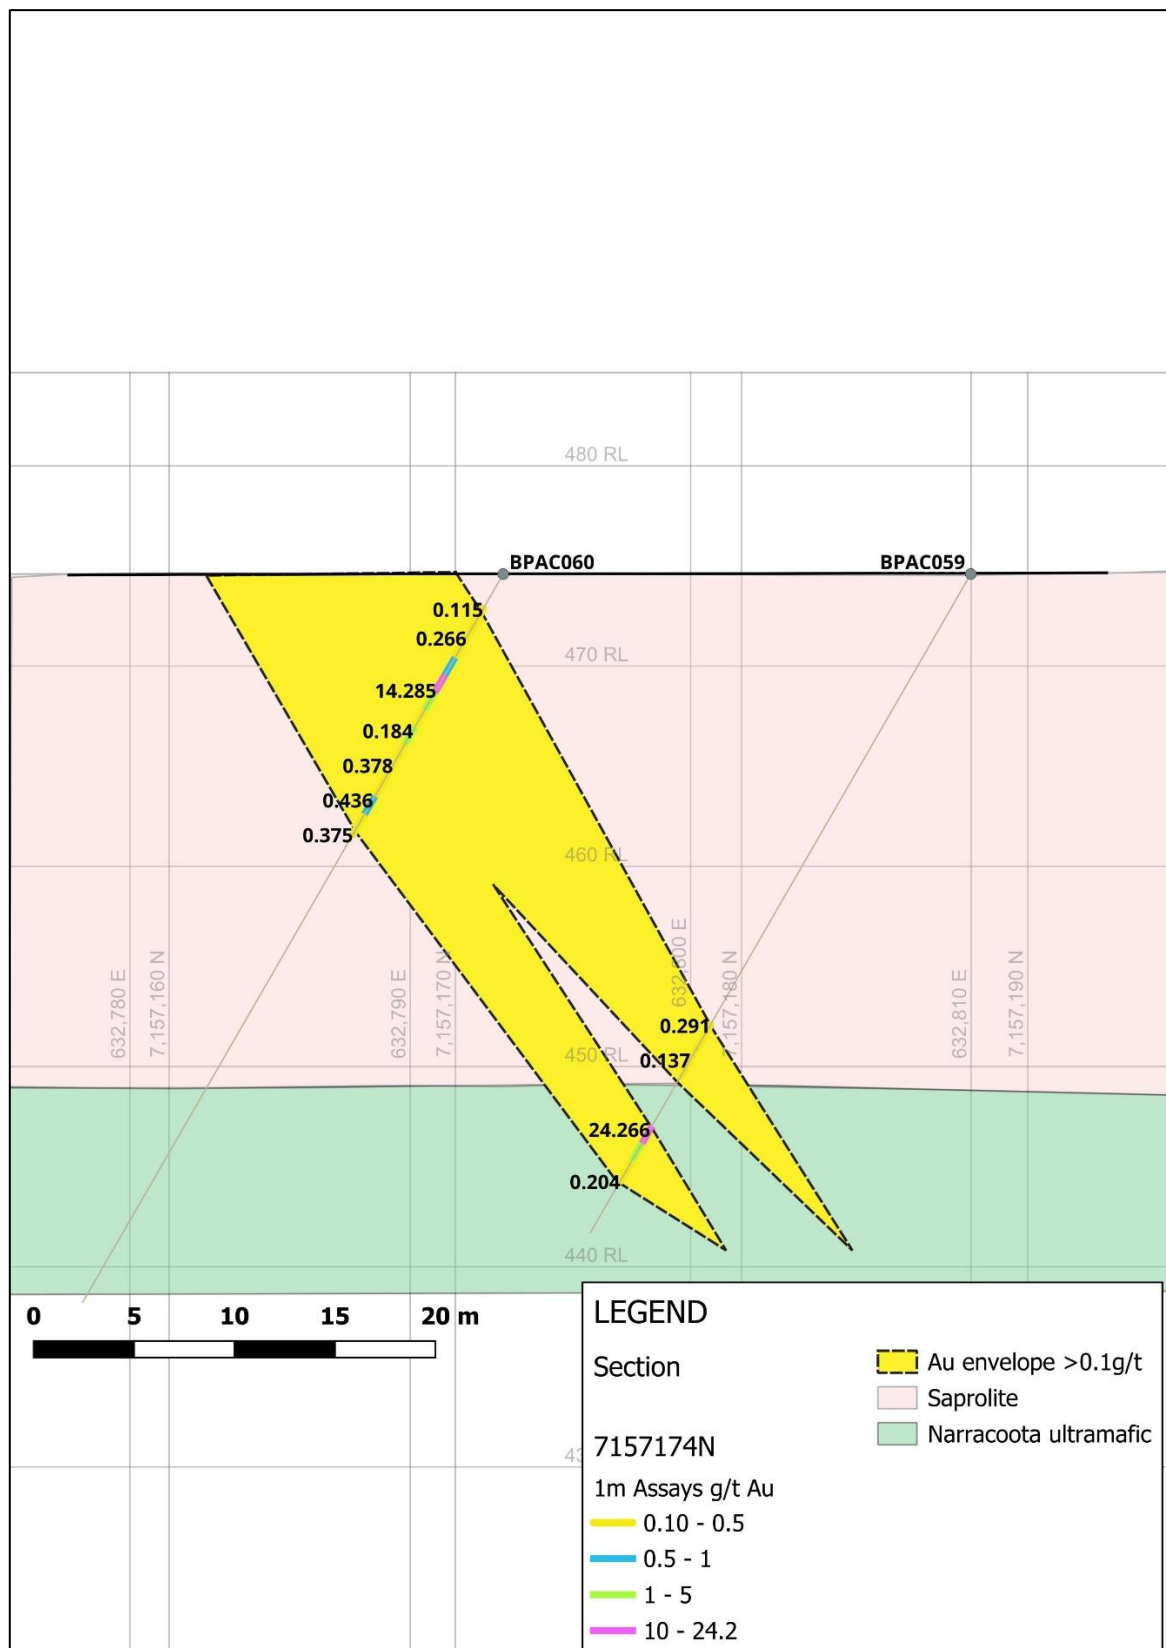 480 RL
BPAC060
BPAC059
0.115
0.266
470 RL
14.285
0.184
0.378
0.436
0.375
460 RL
632,780 E
7,157,160 N
632,790 E
7,157,170 N
632,800 E
7,157,180 N
632,810 E
7,157,190 N
0.291
450 RL
0.137
24.266
0.204
440 RL
0 5 10 15 20 m
LEGEND
Section
Au envelope >0.1g/t
Saprolite
Narracoota ultramafic
7157174N
1m Assays g/t Au
0.10 - 0.5
0.5 - 1
1 - 5
10 - 24.2